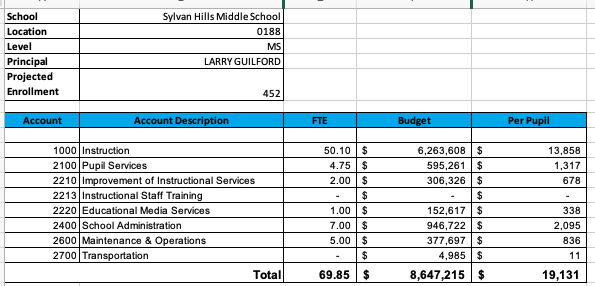 School Sylvan Hills Middle School
Location 0188
Level MS
Principal LARRY GUILFORD
Projected
Enrollment 452
Account Account Description FTE Budget Per Pupil
1000 Instruction 50.10 $ 6,263,608 $ 13,858
2100 Pupil Services 4.75 $ 595,261 $ 1,317
2210 Improvement of Instructional Services 2.00 $ 306,326 $ 678
2213 Instructional Staff Training - $ - $ -
2220 Educational Media Services 1.00 $ 152,617 $ 338
2400 School Administration 7.00 $ 946,722 $ 2,095
2600 Maintenance & Operations 5.00 $ 377,697 $ 836
2700 Transportation - $ 4,985 $ 11
Total 69.85 $ 8,647,215 $ 19,131